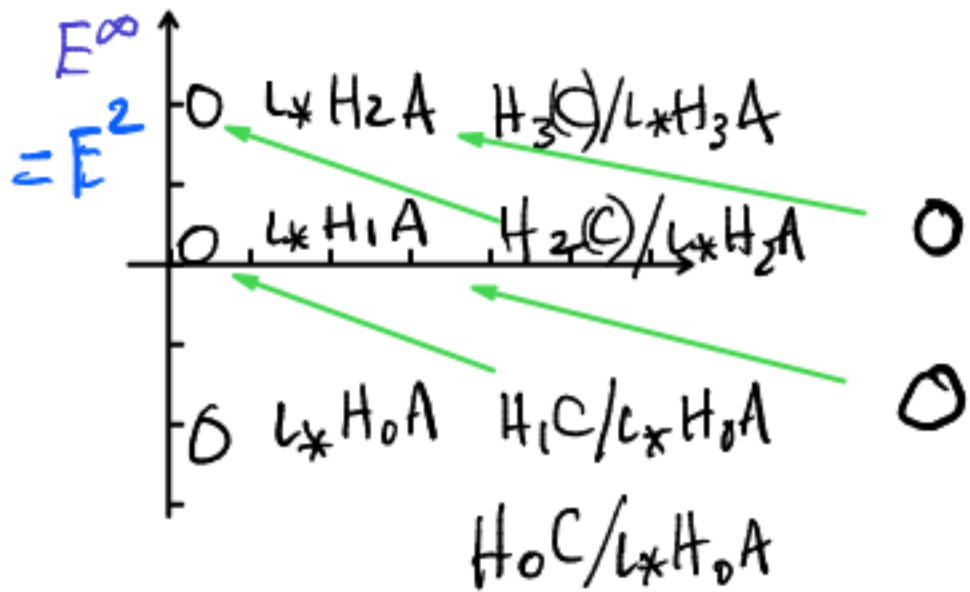 E^∞
0 L* H2A H3(C)/L*H3A
= E^2
0 L* H1A H2(C)/L*H2A 0
0 L* H0A H1C/L*H0A 0
H0C/L*H0A